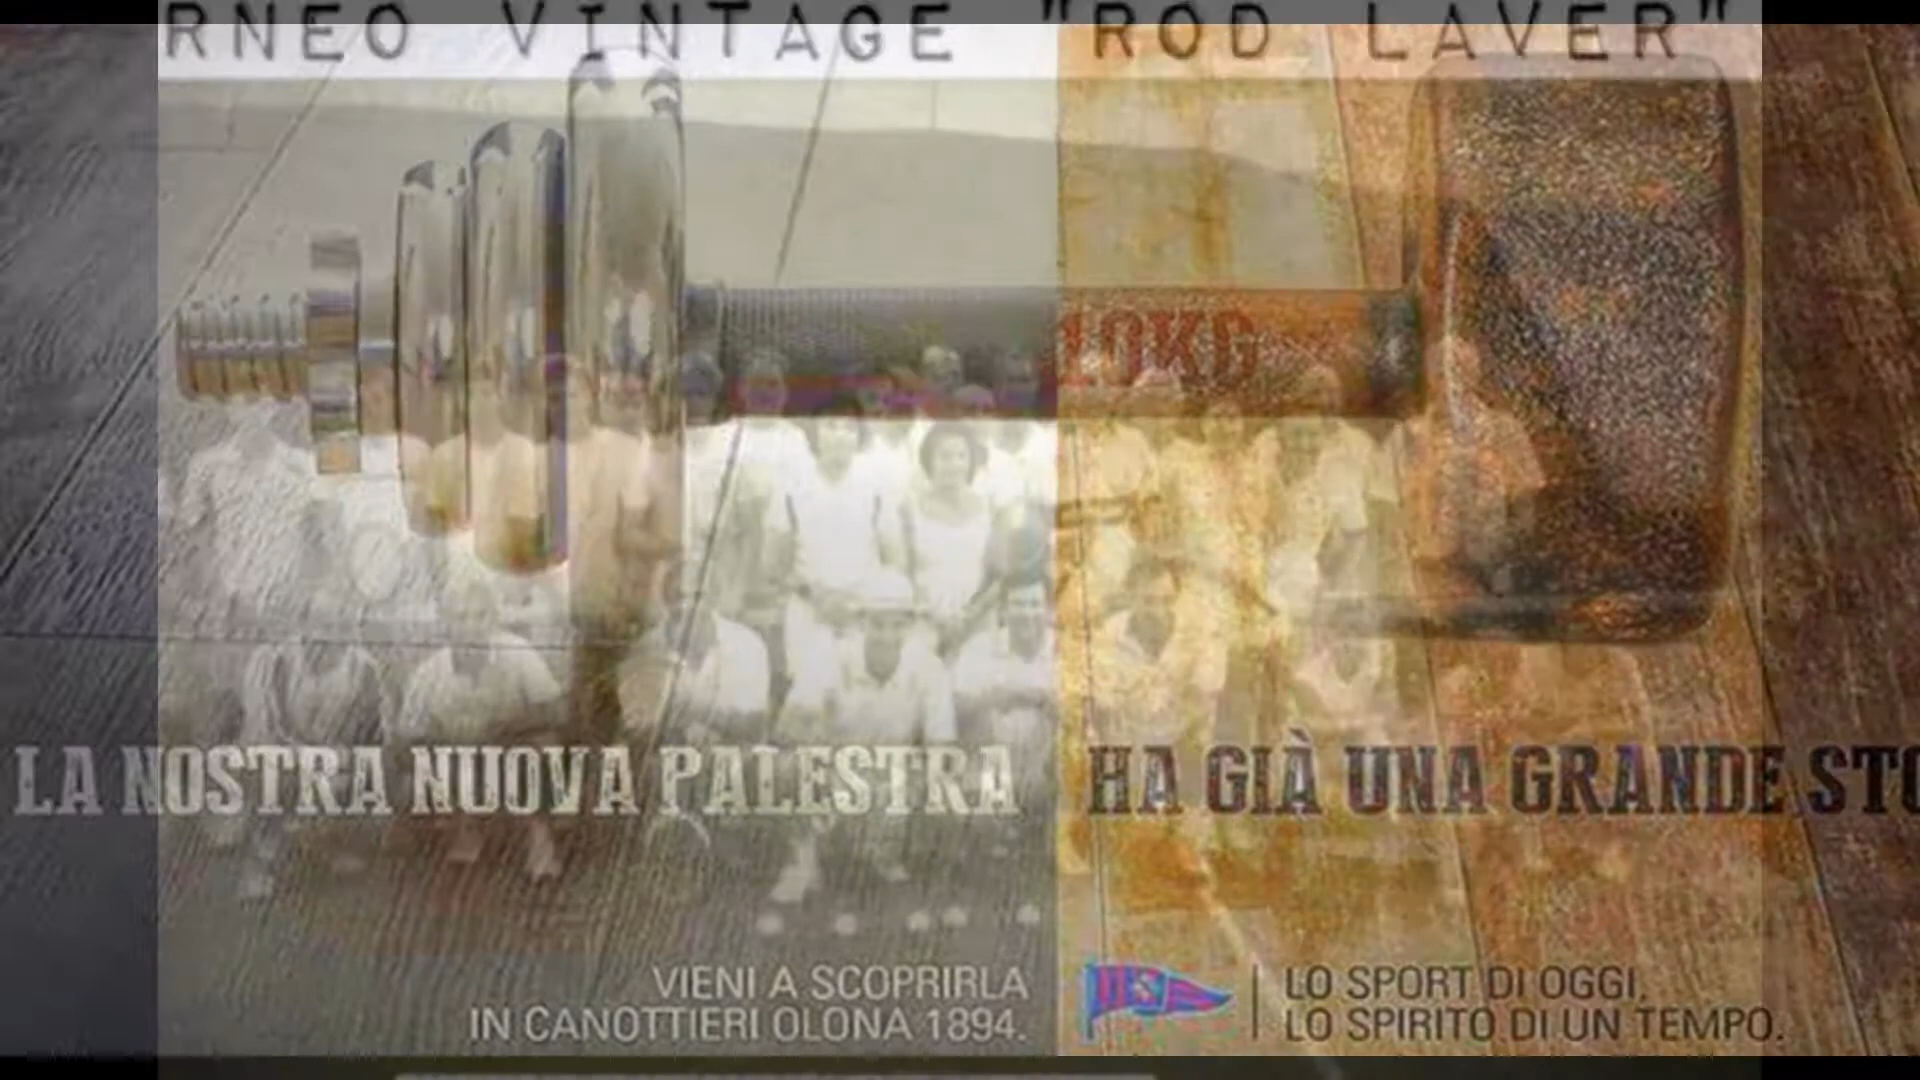 RNEO VINTAGE "ROD LAVER"
10KG
LA NOSTRA NUOVA PALESTRA HA GIÀ UNA GRANDE STO
VIENI A SCOPRIRLA
IN CANOTTIERI OLONA 1894.
LO SPORT DI OGGI,
LO SPIRITO DI UN TEMPO.